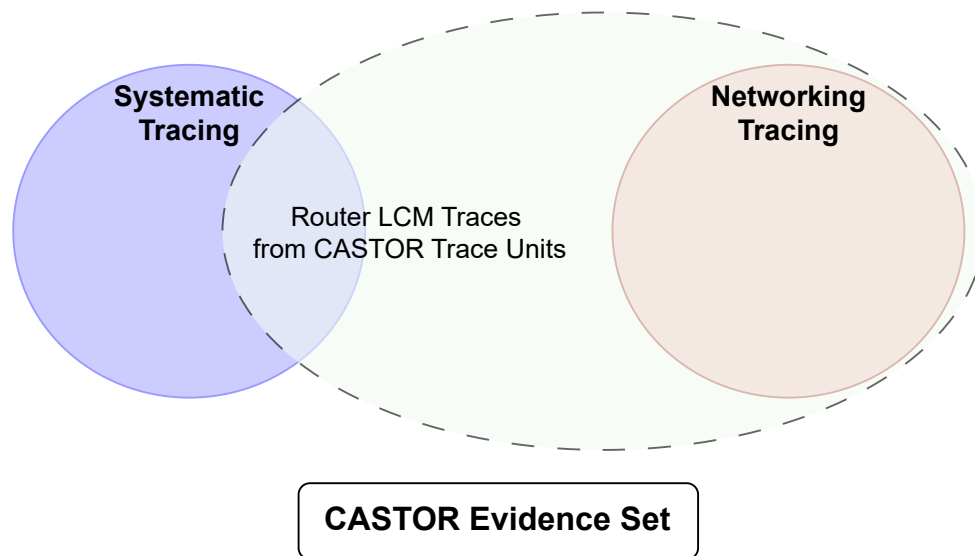 Systematic
Tracing
Networking
Tracing
Router LCM Traces
from CASTOR Trace Units
CASTOR Evidence Set